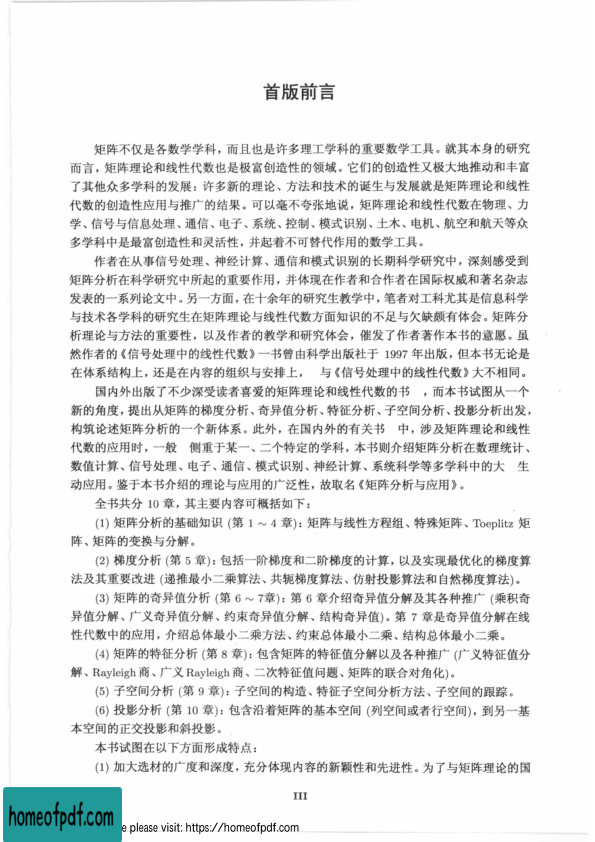 首版前言
矩阵不仅是各数学学科，而且也是许多理工学科的重要数学工具。就其本身的研究
而言，矩阵理论和线性代数也是极富创造性的领域。它们的创造性又极大地推动和丰富
了其他众多学科的发展：许多新的理论、方法和技术的诞生与发展就是矩阵理论和线性
代数的创造性应用与推广的结果。可以毫不夸张地说，矩阵理论和线性代数在物理、力
学、信号与信息处理、通信、电子、系统、控制、模式识别、土木、电机、航空和航天等众
多学科中是最富创造性和灵活性，并起着不可替代作用的数学工具。
作者在从事信号处理、神经计算、通信和模式识别的长期科学研究中，深刻感受到
矩阵分析在科学研究中所起的重要作用，并体现在作者和合作者在国际权威和著名杂志
发表的一系列论文中。另一方面，在十余年的研究生教学中，笔者对工科尤其是信息科学
与技术各学科的研究生在矩阵理论与线性代数方面知识的不足与欠缺颇有体会。矩阵分
析理论与方法的重要性，以及作者的教学和研究体会，催发了作者著作本书的意愿。虽
然作者的《信号处理中的线性代数》一书曾由科学出版社于 1997 年出版，但本书无论是
在体系结构上，还是在内容的组织与安排上， 与《信号处理中的线性代数》大不相同。
国内外出版了不少深受读者喜爱的矩阵理论和线性代数的书 ，而本书试图从一个
新的角度，提出从矩阵的梯度分析、奇异值分析、特征分析、子空间分析、投影分析出发，
构筑论述矩阵分析的一个新体系。此外，在国内外的有关书 中，涉及矩阵理论和线性
代数的应用时，一般 侧重于某一、二个特定的学科，本书则介绍矩阵分析在数理统计、
数值计算、信号处理、电子、通信、模式识别、神经计算、系统科学等多学科中的大 生
动应用。鉴于本书介绍的理论与应用的广泛性，故取名《矩阵分析与应用》。
全书共分 10 章，其主要内容可概括如下：
(1) 矩阵分析的基础知识 (第 1 ~ 4 章)：矩阵与线性方程组、特殊矩阵、Toeplitz 矩
阵、矩阵的变换与分解。
(2) 梯度分析 (第 5 章)：包括一阶梯度和二阶梯度的计算，以及实现最优化的梯度算
法及其重要改进 (递推最小二乘算法、共轭梯度算法、仿射投影算法和自然梯度算法)。
(3) 矩阵的奇异值分析 (第 6 ~ 7章)：第 6 章介绍奇异值分解及其各种推广 (乘积奇
异值分解、广义奇异值分解、约束奇异值分解、结构奇异值)。第 7 章是奇异值分解在线
性代数中的应用，介绍总体最小二乘方法、约束总体最小二乘、结构总体最小二乘。
(4) 矩阵的特征分析 (第 8 章)：包含矩阵的特征值分解以及各种推广 (广义特征值分
解、Rayleigh 商、广义 Rayleigh 商、二次特征值问题、矩阵的联合对角化)。
(5) 子空间分析 (第 9 章)：子空间的构造、特征子空间分析方法、子空间的跟踪。
(6) 投影分析 (第 10 章)：包含沿着矩阵的基本空间 (列空间或者行空间)，到另一基
本空间的正交投影和斜投影。
本书试图在以下方面形成特点：
(1) 加大选材的广度和深度，充分体现内容的新颖性和先进性。为了与矩阵理论的国
III
homeofpdf.com
e please visit: https://homeofpdf.com